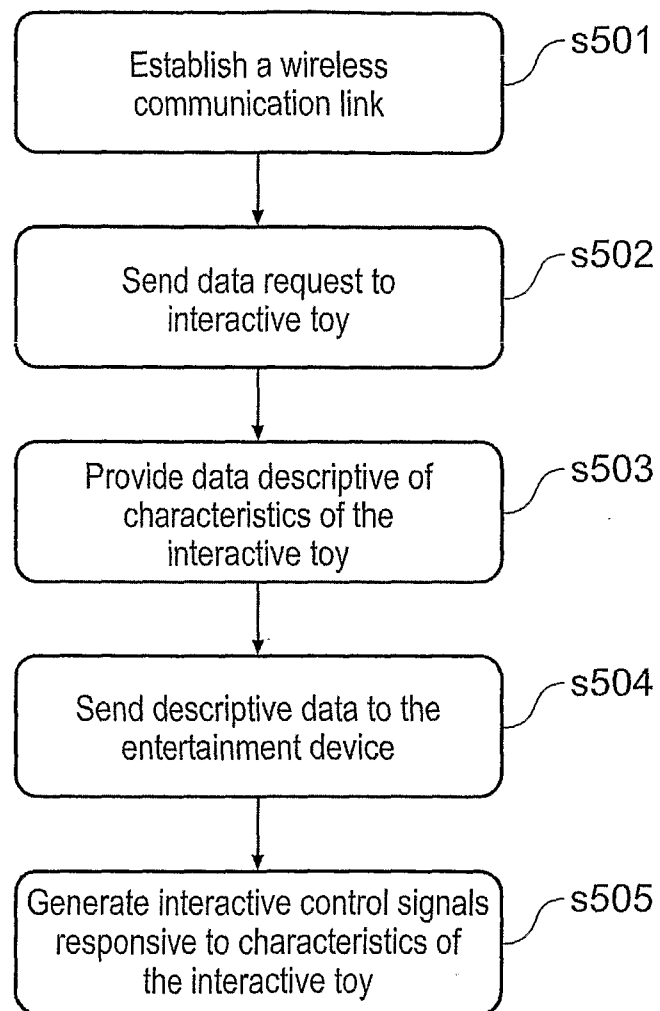 Establish a wireless
communication link
s501
Send data request to
interactive toy
s502
Provide data descriptive of
characteristics of the
interactive toy
s503
Send descriptive data to the
entertainment device
s504
Generate interactive control signals
responsive to characteristics of
the interactive toy
s505